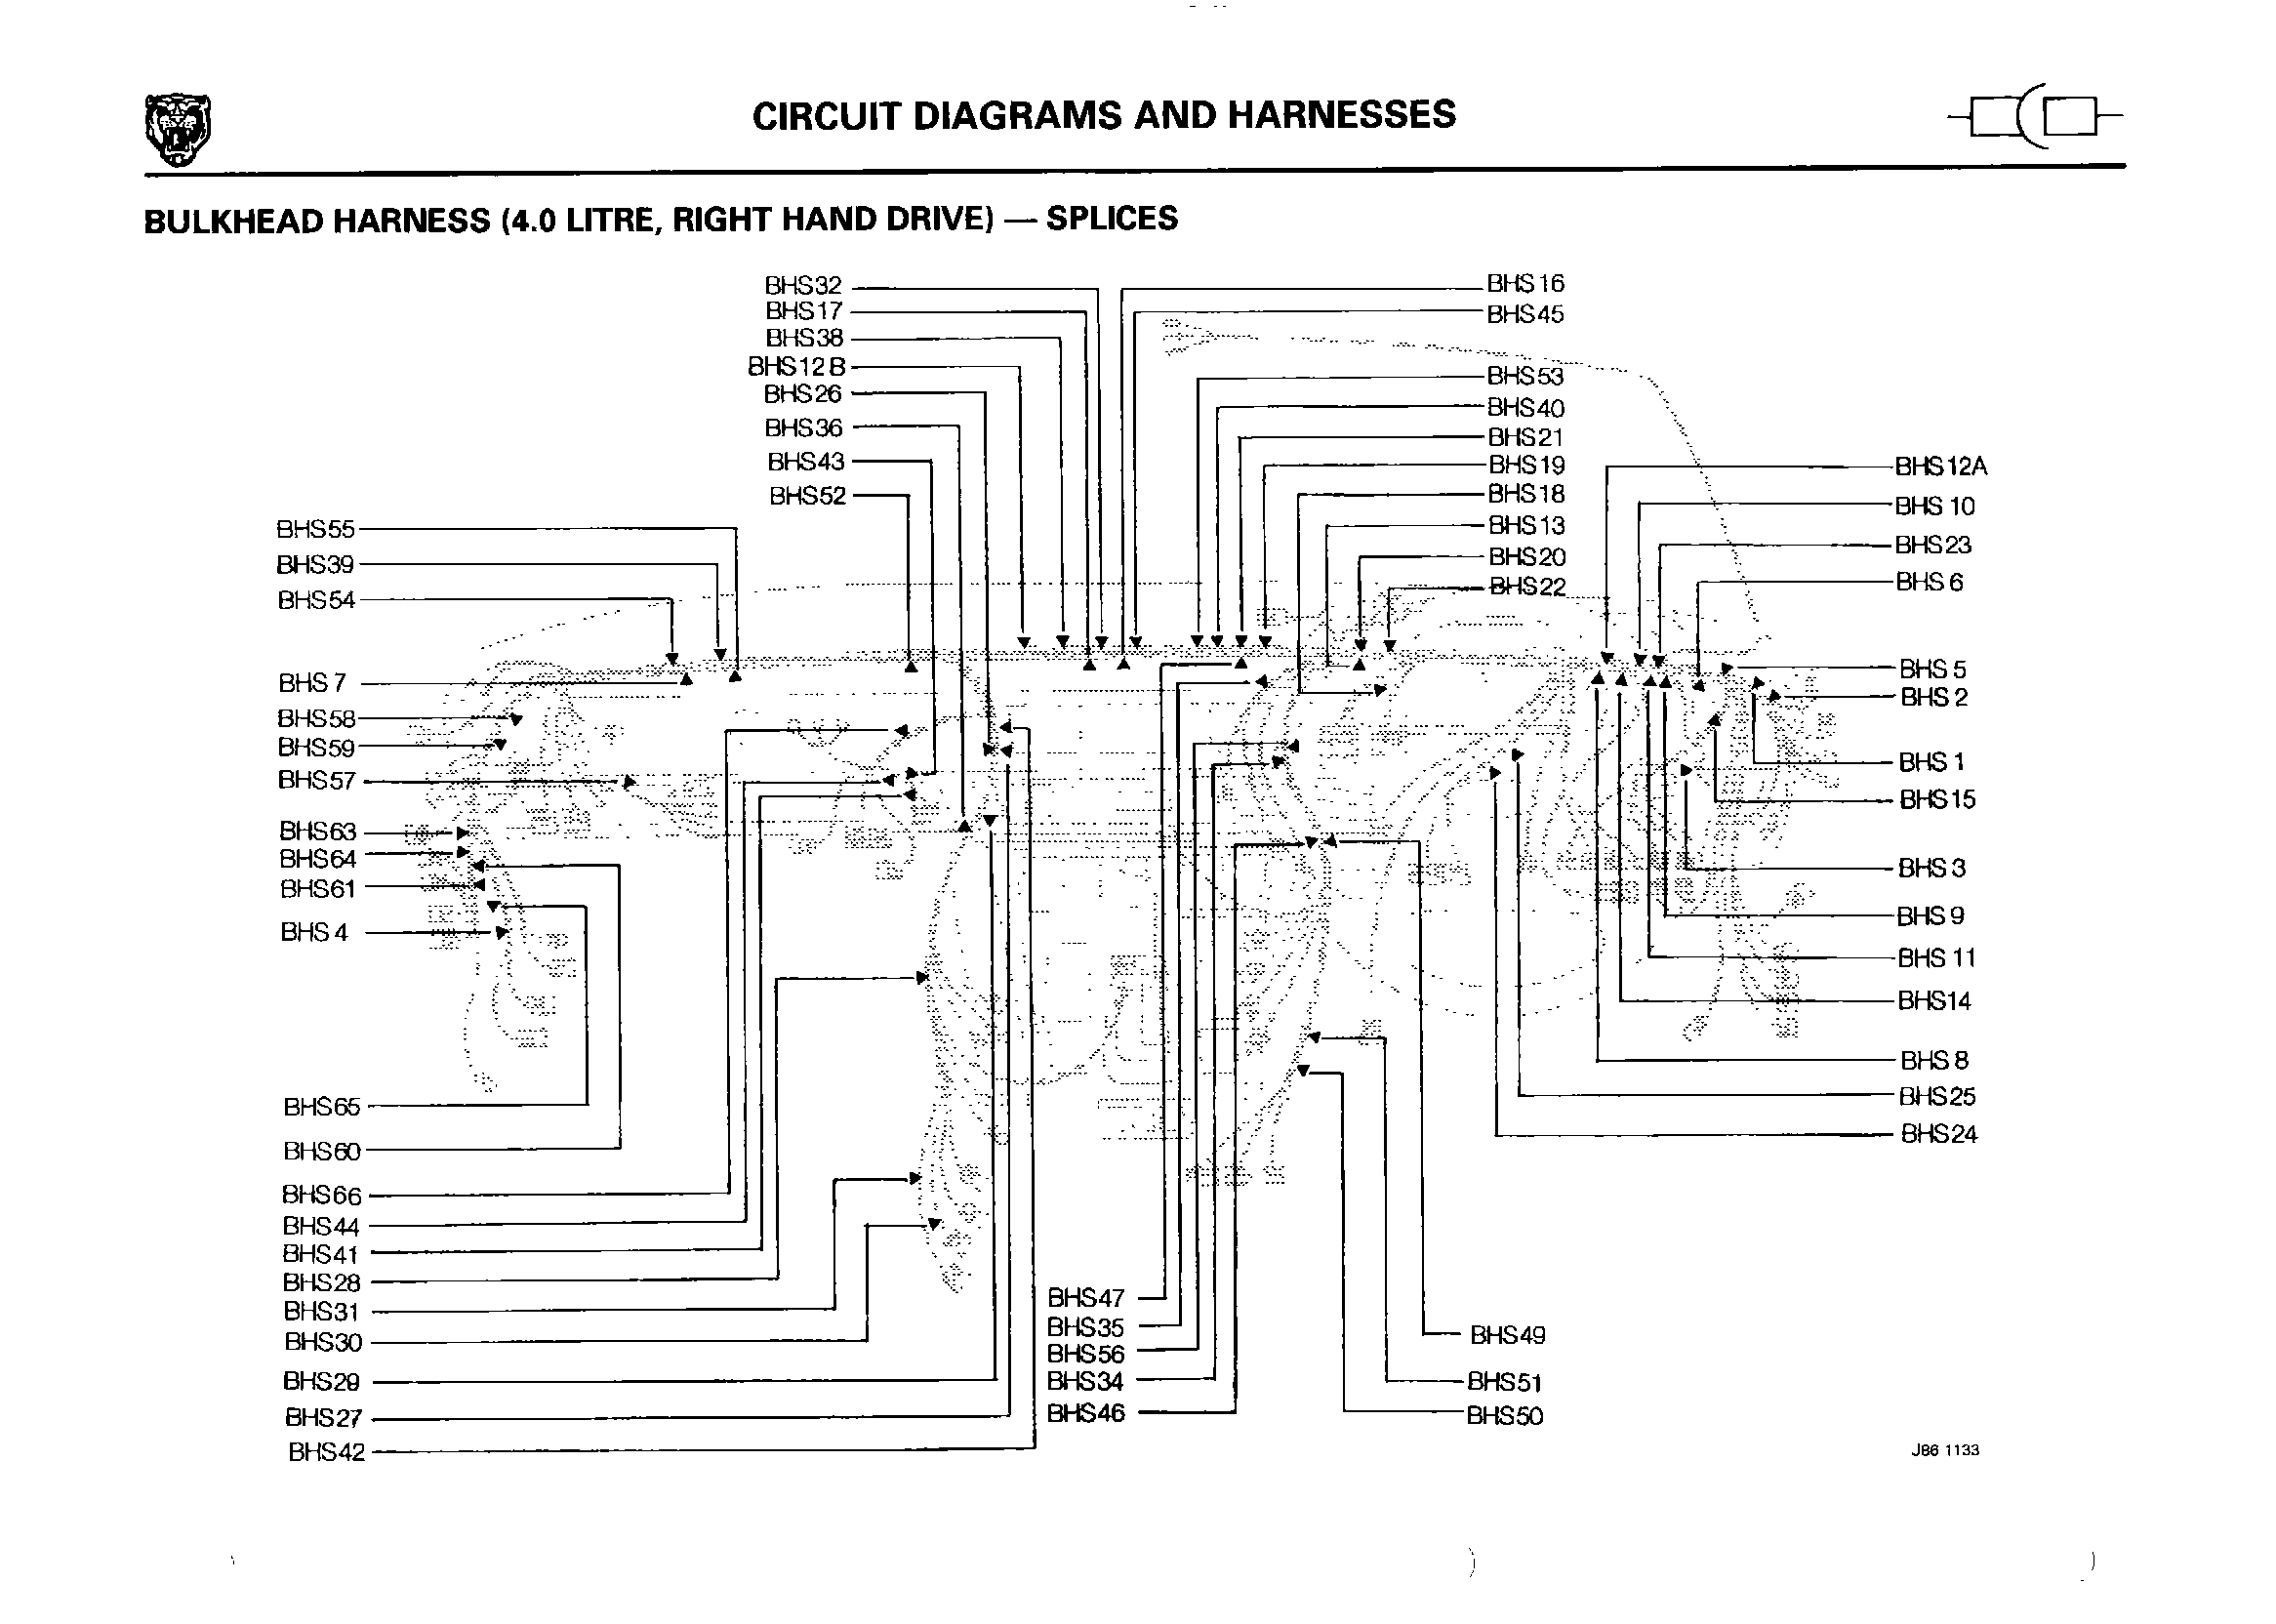 CIRCUIT DIAGRAMS AND HARNESSES
BULKHEAD HARNESS (4.0 LITRE, RIGHT HAND DRIVE) — SPLICES
BHS32
BHS17
BHS38
BHS12B
BHS26
BHS36
BHS43
BHS52
BHS16
BHS45
BHS53
BHS40
BHS21
BHS19
BHS18
BHS13
BHS20
BHS22
BHS12A
BHS 10
BHS23
BHS 6
BHS 5
BHS 2
BHS 1
BHS15
BHS 3
BHS 9
BHS 11
BHS14
BHS 8
BHS25
BHS24
BHS55
BHS39
BHS54
BHS 7
BHS58
BHS59
BHS57
BHS63
BHS64
BHS61
BHS 4
BHS65
BHS60
BHS66
BHS44
BHS41
BHS28
BHS31
BHS30
BHS29
BHS27
BHS42
BHS47
BHS35
BHS56
BHS34
BHS46
BHS49
BHS51
BHS50
J86 1133